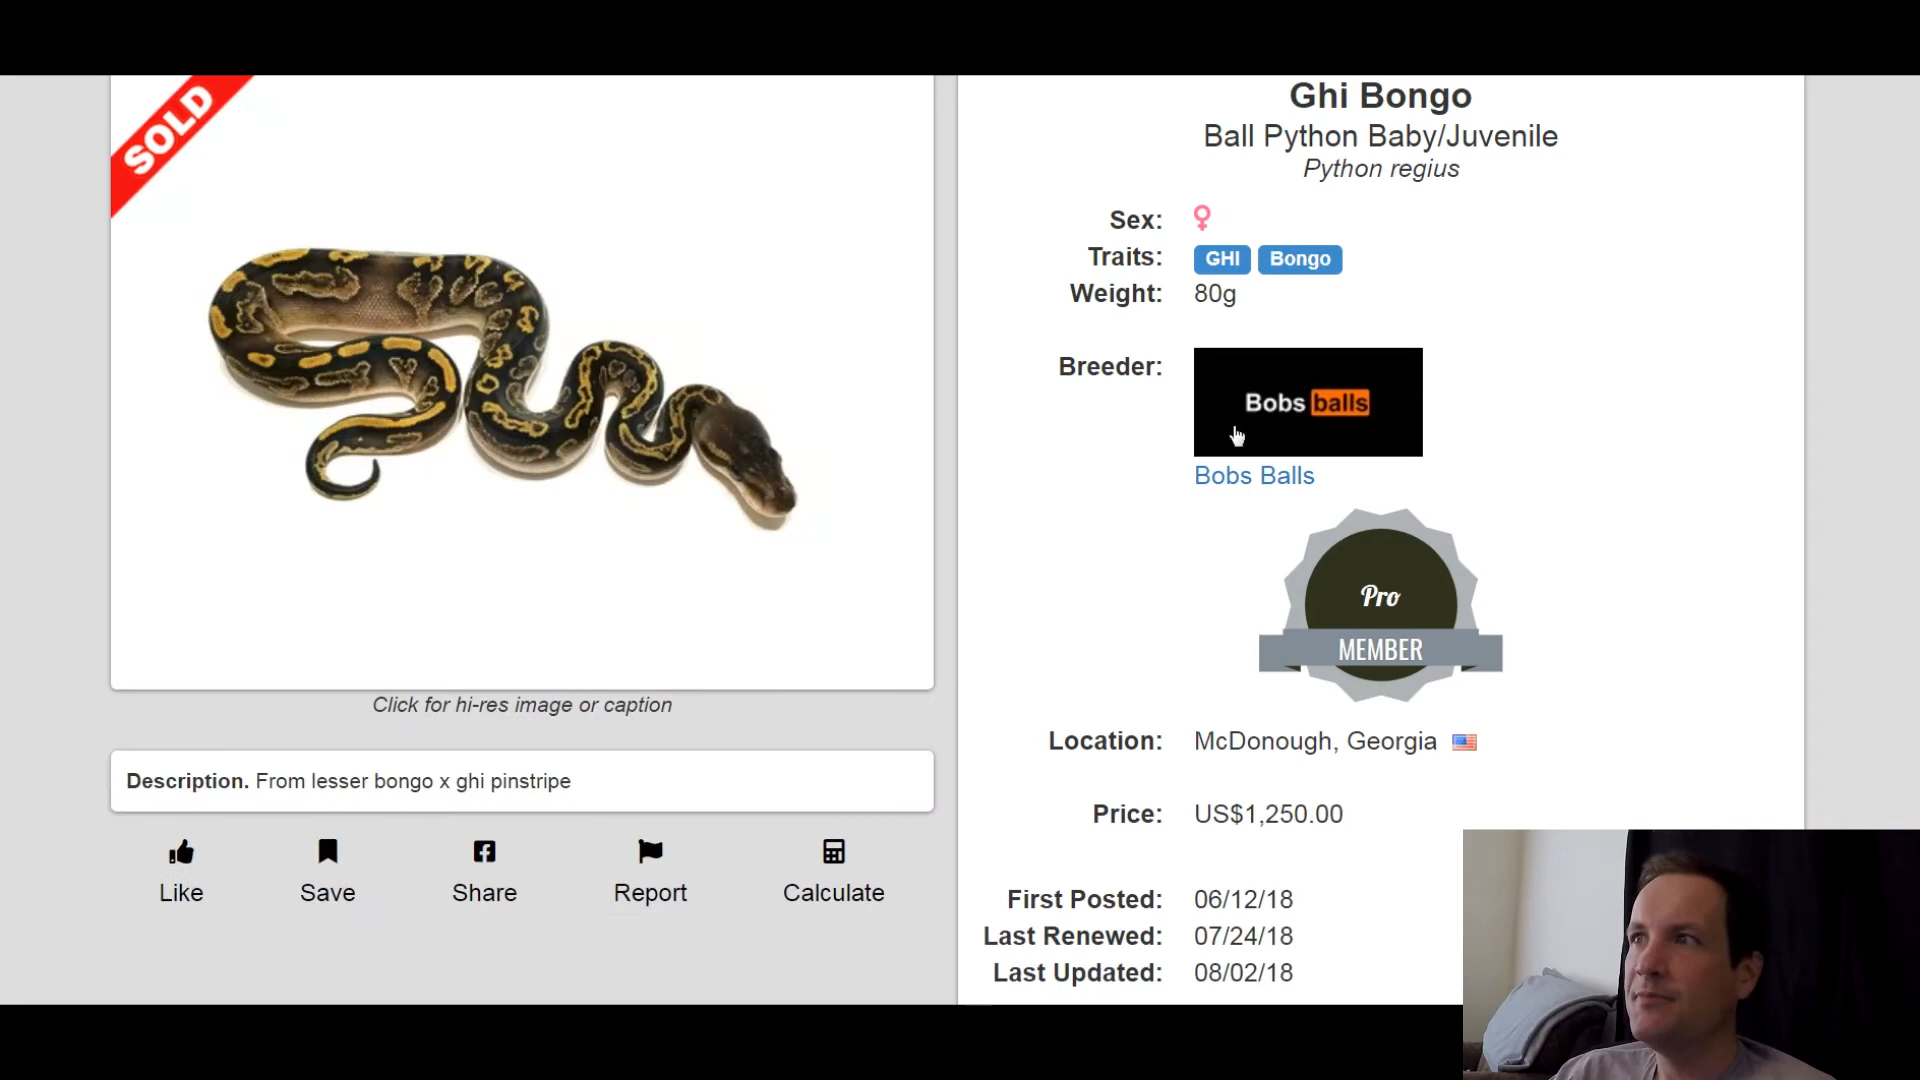 SOLD
Ghi Bongo
Ball Python Baby/Juvenile
Python regius
Sex:
Traits: GHI Bongo
Weight: 80g
Breeder:
Bobs balls
Bobs Balls
Pro
MEMBER
Location: McDonough, Georgia
Price: US$1,250.00
First Posted: 06/12/18
Last Renewed: 07/24/18
Last Updated: 08/02/18
Click for hi-res image or caption
Description. From lesser bongo x ghi pinstripe
Like Save Share Report Calculate